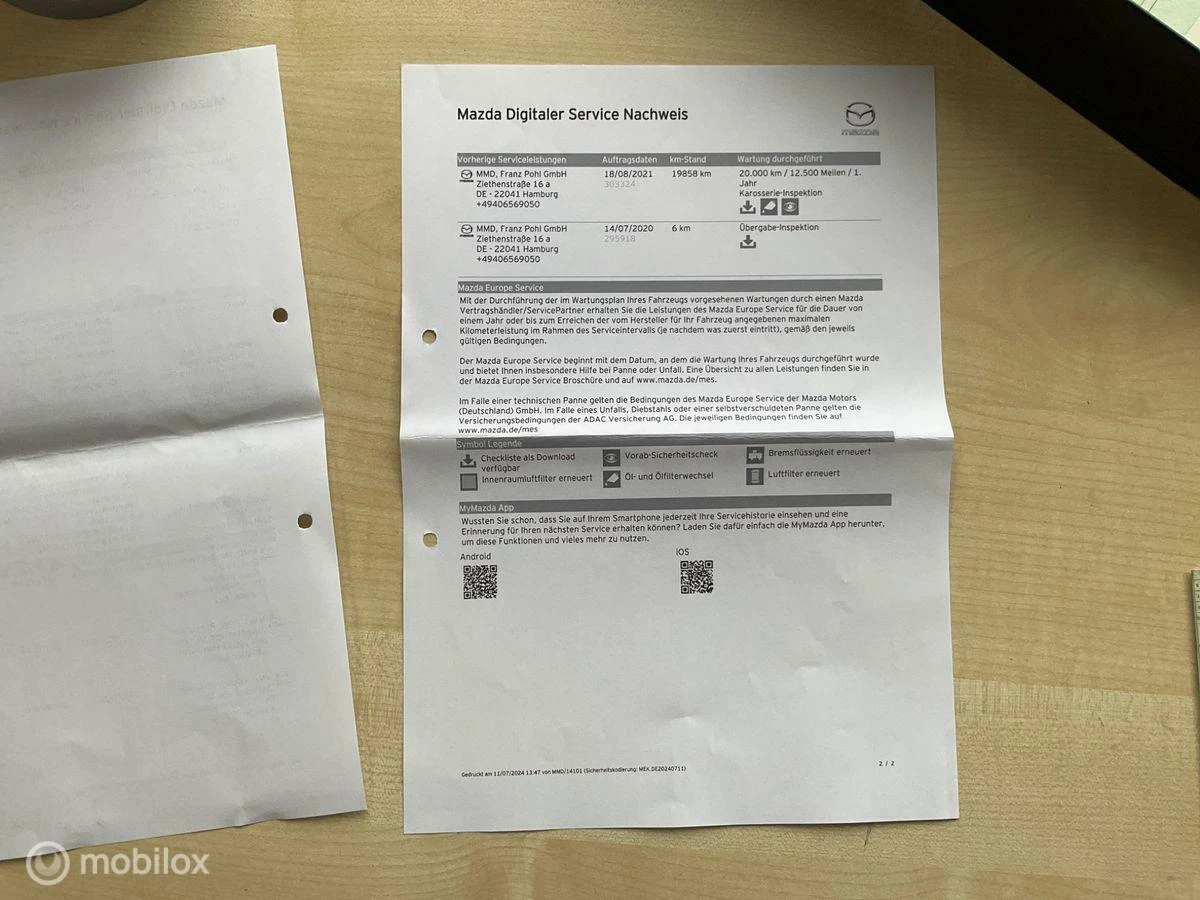 Mazda Digitaler Service Nachweis
mazda
Vorherige Serviceleistungen Auftragsdaten km-Stand Wartung durchgeführt
MMD, Franz Pohl GmbH 18/08/2021 19858 km 20.000 km / 12.500 Meilen / 1.
Ziethenstraße 16 a 303324 Jahr
DE - 22041 Hamburg Karosserie-Inspektion
+49406569050
MMD, Franz Pohl GmbH 14/07/2020 6 km Übergabe-Inspektion
Ziethenstraße 16 a 295918
DE - 22041 Hamburg
+49406569050
Mazda Europe Service
Mit der Durchführung der im Wartungsplan Ihres Fahrzeugs vorgesehenen Wartungen durch einen Mazda
Vertragshändler/ServicePartner erhalten Sie die Leistungen des Mazda Europe Service für die Dauer von
einem Jahr oder bis zum Erreichen der vom Hersteller für Ihr Fahrzeug angegebenen maximalen
Kilometerleistung im Rahmen des Serviceintervalls (je nachdem was zuerst eintritt), gemäß den jeweils
gültigen Bedingungen.
Der Mazda Europe Service beginnt mit dem Datum, an dem die Wartung Ihres Fahrzeugs durchgeführt wurde
und bietet Ihnen insbesondere Hilfe bei Panne oder Unfall. Eine Übersicht zu allen Leistungen finden Sie in
der Mazda Europe Service Broschüre und auf www.mazda.de/mes.
Im Falle einer technischen Panne gelten die Bedingungen des Mazda Europe Service der Mazda Motors
(Deutschland) GmbH. Im Falle eines Unfalls, Diebstahls oder einer selbstverschuldeten Panne gelten die
Versicherungsbedingungen der ADAC Versicherung AG. Die jeweiligen Bedingungen finden Sie auf
www.mazda.de/mes
Symbol Legende
Checkliste als Download Vorab-Sicherheitscheck Bremsflüssigkeit erneuert
verfügbar
Innenraumluftfilter erneuert Öl- und Ölfilterwechsel Luftfilter erneuert
MyMazda App
Wussten Sie schon, dass Sie auf Ihrem Smartphone jederzeit Ihre Servicehistorie einsehen und eine
Erinnerung für Ihren nächsten Service erhalten können? Laden Sie dafür einfach die MyMazda App herunter,
um diese Funktionen und vieles mehr zu nutzen.
Android iOS
Gedruckt am 11/07/2024 13:47 von MMD/14101 (Sicherheitskodierung: MEK.DE20240711) 2 / 2
mobilox